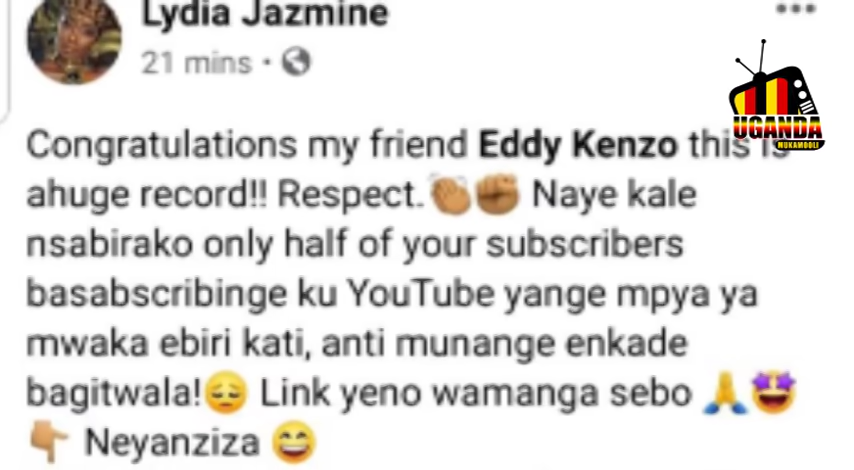 Lydia Jazmine
21 mins ·
Congratulations my friend Eddy Kenzo this is
ahuge record!! Respect.👏🏽✊🏽 Naye kale
nsabirako only half of your subscribers
basabscribinge ku YouTube yange mpya ya
mwaka ebiri kati, anti munange enkade
bagitwala!😔 Link yeno wamanga sebo 🙏🤩
👇🏽 Neyanziza 😄
UGANDA
MUKAMOOLI